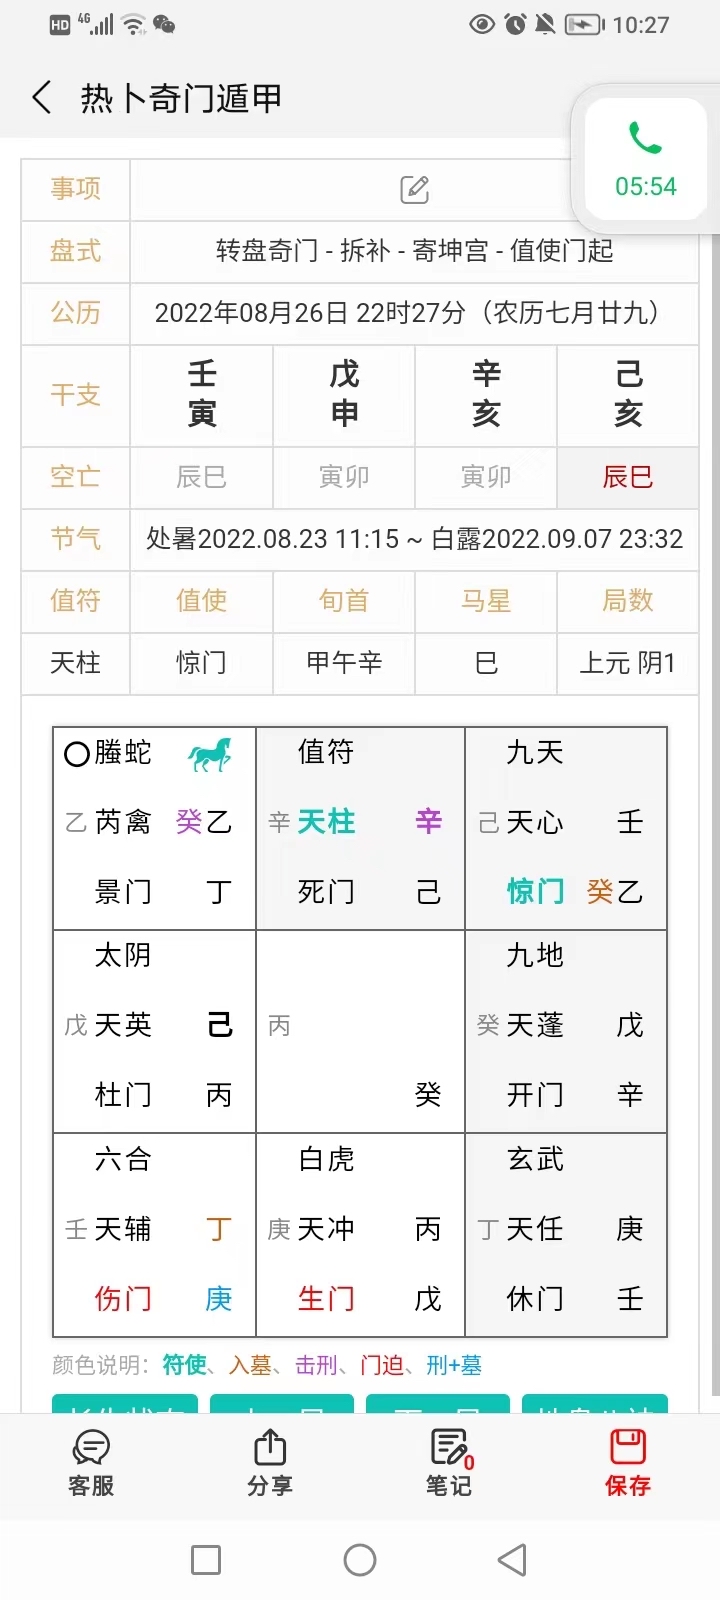 HD 4G 10:27
热卜奇门遁甲
05:54
事项
盘式 转盘奇门 - 拆补 - 寄坤宫 - 值使门起
公历 2022年08月26日 22时27分（农历七月廿九）
干支 壬寅 戊申 辛亥 己亥
空亡 辰巳 寅卯 寅卯 辰巳
节气 处暑2022.08.23 11:15 ~ 白露2022.09.07 23:32
值符 值使 旬首 马星 局数
天柱 惊门 甲午辛 巳 上元 阴1
螣蛇 值符 九天
乙 芮禽 癸乙 辛 天柱 辛 己 天心 壬
景门 丁 死门 己 惊门 癸乙
太阴 九地
戊 天英 己 丙 癸 天蓬 戊
杜门 丙 癸 开门 辛
六合 白虎 玄武
壬 天辅 丁 庚 天冲 丙 丁 天任 庚
伤门 庚 生门 戊 休门 壬
颜色说明：符使、入墓、击刑、门迫、刑+墓
客服 分享 笔记 0 保存